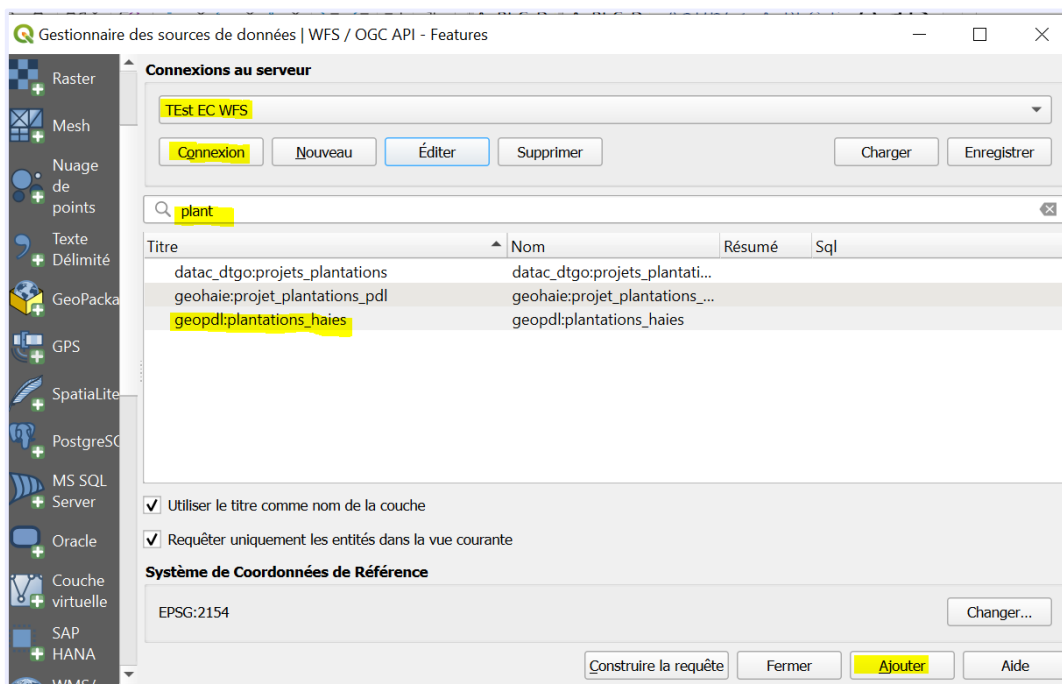 Gestionnaire des sources de données | WFS / OGC API - Features
Raster
Mesh
Nuage
de
points
Texte
Délimité
GeoPacka
GPS
SpatiaLite
PostgreSQ
MS SQL
Server
Oracle
Couche
virtuelle
SAP
HANA
WMS/
Connexions au serveur
TEst EC WFS
Connexion Nouveau Éditer Supprimer Charger Enregistrer
plant
Titre Nom Résumé Sql
datac_dtgo:projets_plantations datac_dtgo:projets_plantati...
geohaie:projet_plantations_pdl geohaie:projet_plantations_...
geopdl:plantations_haies geopdl:plantations_haies
Utiliser le titre comme nom de la couche
Requêter uniquement les entités dans la vue courante
Système de Coordonnées de Référence
EPSG:2154 Changer...
Construire la requête Fermer Ajouter Aide